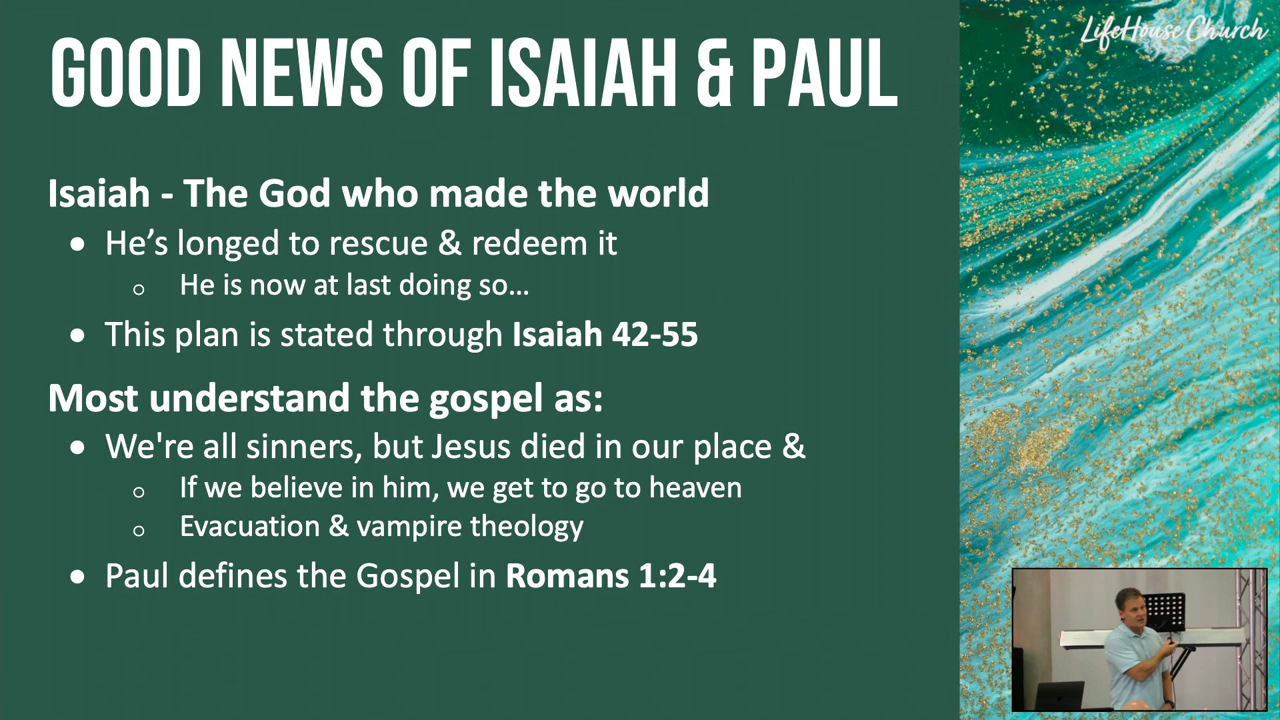 LifeHouse Church
GOOD NEWS OF ISAIAH & PAUL
Isaiah - The God who made the world
• He’s longed to rescue & redeem it
o He is now at last doing so…
• This plan is stated through Isaiah 42-55
Most understand the gospel as:
• We're all sinners, but Jesus died in our place &
o If we believe in him, we get to go to heaven
o Evacuation & vampire theology
• Paul defines the Gospel in Romans 1:2-4